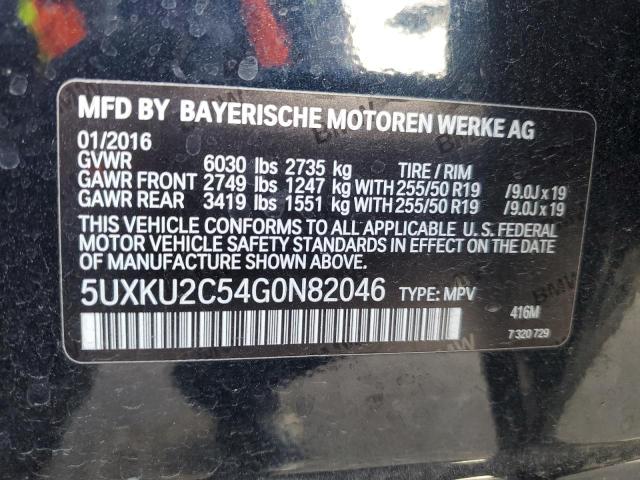 MFD BY BAYERISCHE MOTOREN WERKE AG
01/2016
GVWR 6030 lbs 2735 kg TIRE / RIM
GAWR FRONT 2749 lbs 1247 kg WITH 255/50 R19 /9.0J x 19
GAWR REAR 3419 lbs 1551 kg WITH 255/50 R19 /9.0J x 19
THIS VEHICLE CONFORMS TO ALL APPLICABLE U. S. FEDERAL
MOTOR VEHICLE SAFETY STANDARDS IN EFFECT ON THE DATE
OF MANUFACTURE SHOWN ABOVE.
5UXKU2C54G0N82046 TYPE: MPV
416M
7 320 729